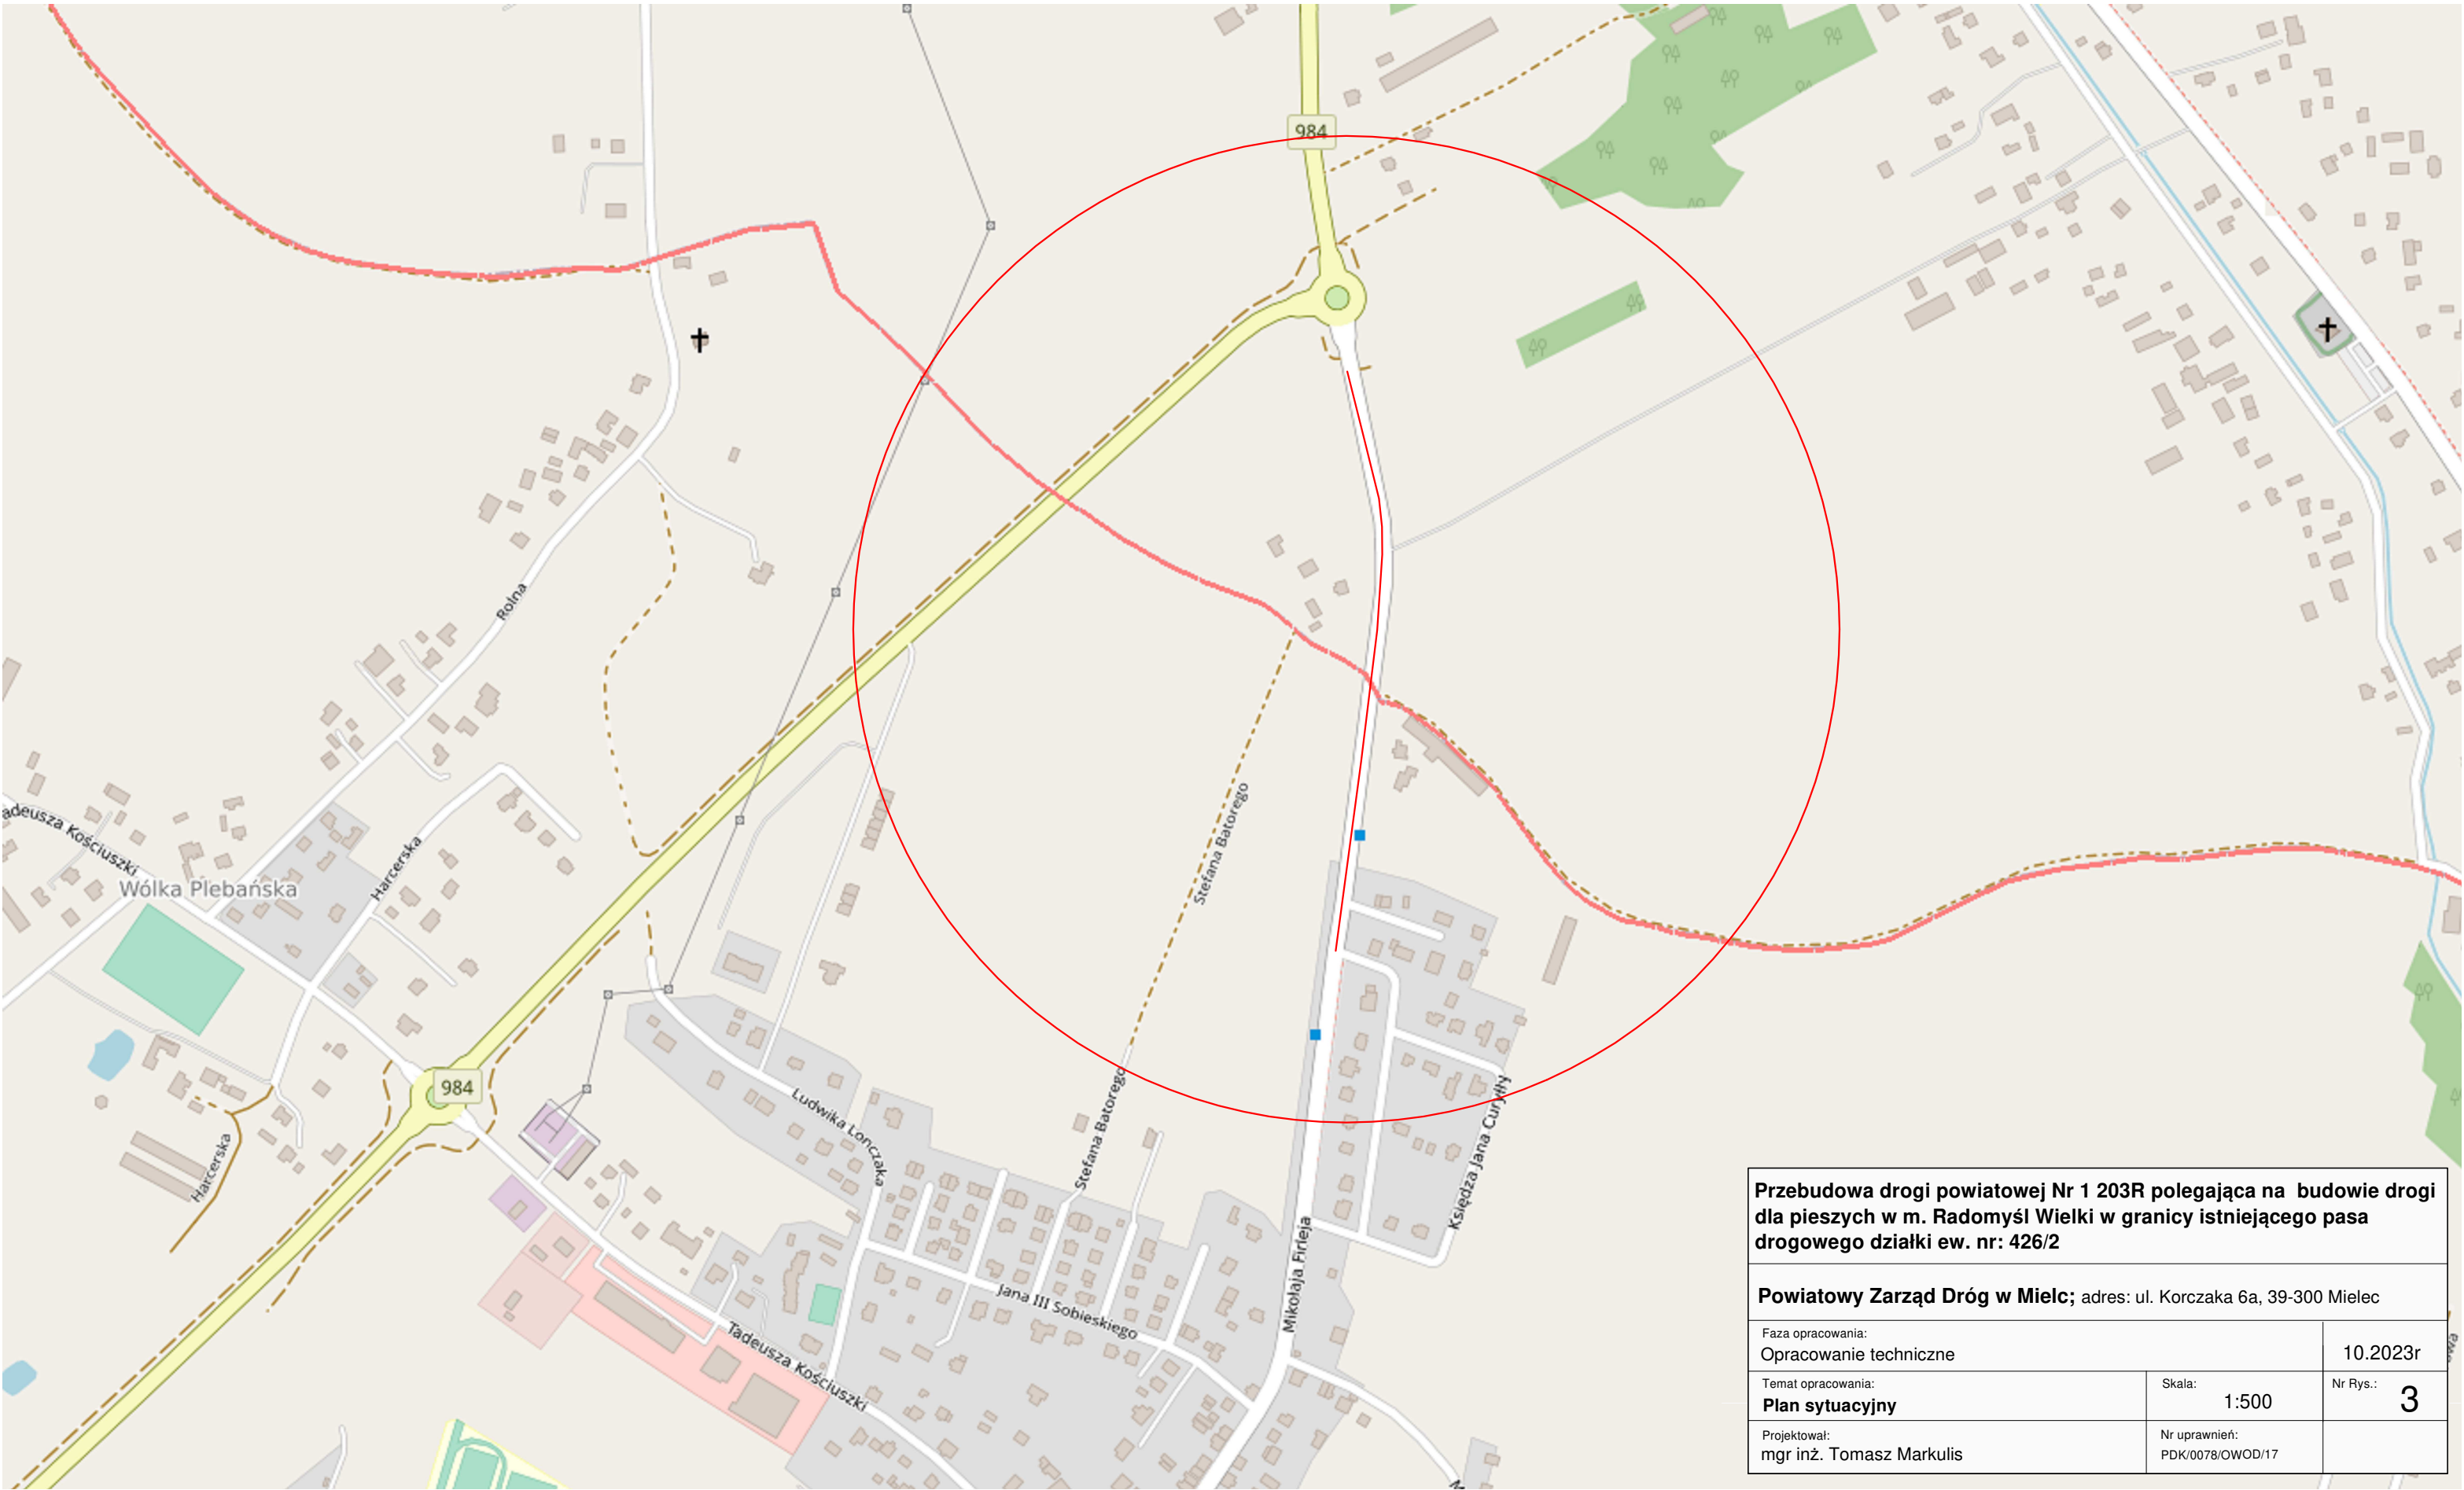 984
Rolna
adeusza Kościuszki
Wólka Plebańska
Harcerska
Stefana Batorego
984
Harcerska
Ludwika Lonczaka
Stefana Batorego
Księdza Jana Curyłły
Mikołaja Firleja
Jana III Sobieskiego
Tadeusza Kościuszki
Przebudowa drogi powiatowej Nr 1 203R polegająca na budowie drogi
dla pieszych w m. Radomyśl Wielki w granicy istniejącego pasa
drogowego działki ew. nr: 426/2
Powiatowy Zarząd Dróg w Mielc; adres: ul. Korczaka 6a, 39-300 Mielec
Faza opracowania:
Opracowanie techniczne
10.2023r
Temat opracowania:
Plan sytuacyjny
Skala:
1:500
Nr Rys.:
3
Projektował:
mgr inż. Tomasz Markulis
Nr uprawnień:
PDK/0078/OWOD/17